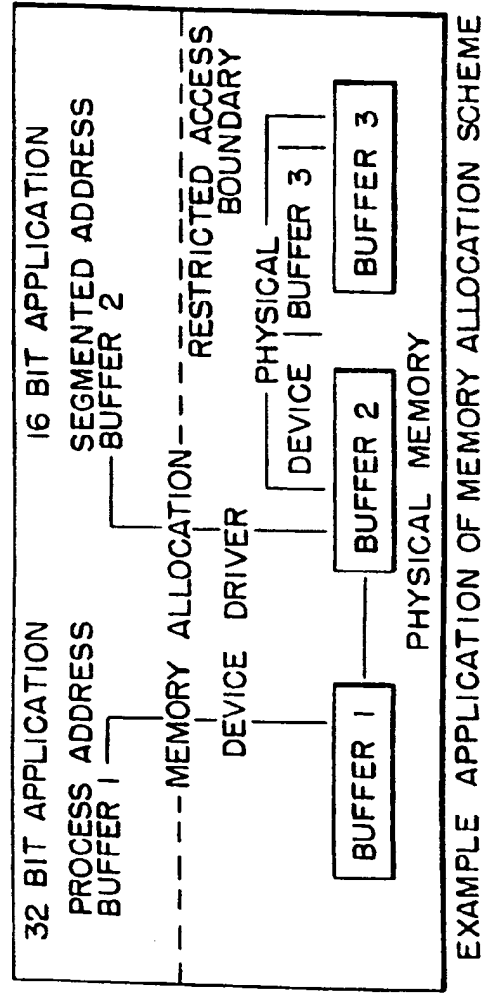 32 BIT APPLICATION
PROCESS ADDRESS
BUFFER 1
16 BIT APPLICATION
SEGMENTED ADDRESS
BUFFER 2
MEMORY ALLOCATION
DEVICE DRIVER
RESTRICTED ACCESS
BOUNDARY
PHYSICAL
DEVICE BUFFER 3
BUFFER 1
BUFFER 2
BUFFER 3
PHYSICAL MEMORY
EXAMPLE APPLICATION OF MEMORY ALLOCATION SCHEME